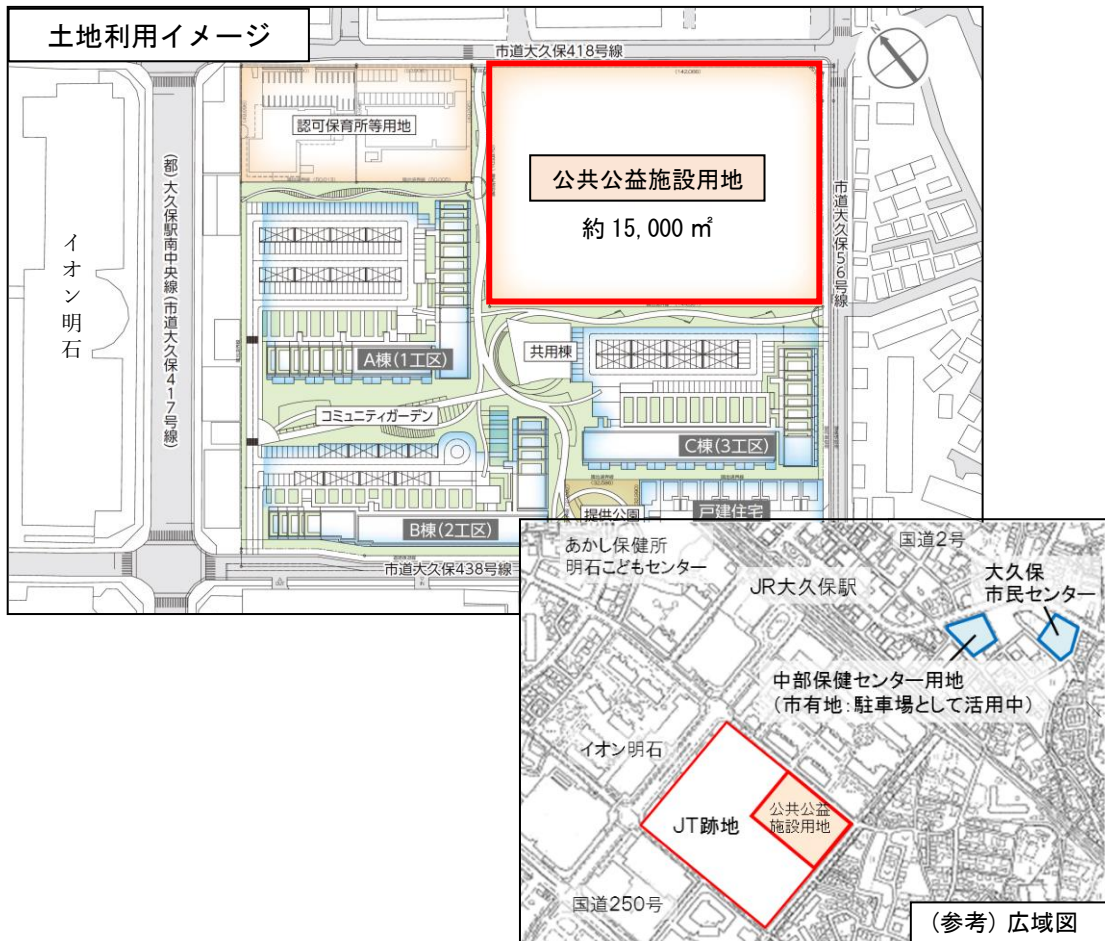 土地利用イメージ
市道大久保418号線
N
(142,088)
認可保育所等用地
公共公益施設用地
約 15,000 ㎡
イオン明石
(都)大久保駅南中央線(市道大久保417号線)
市道大久保56号線
A棟(1工区)
共用棟
コミュニティガーデン
C棟(3工区)
B棟(2工区)
提供公園
戸建住宅
市道大久保438号線
あかし保健所
明石こどもセンター
国道2号
JR大久保駅
大久保
市民センター
中部保健センター用地
(市有地:駐車場として活用中)
イオン明石
JT跡地
公共公益
施設用地
国道250号
(参考) 広域図